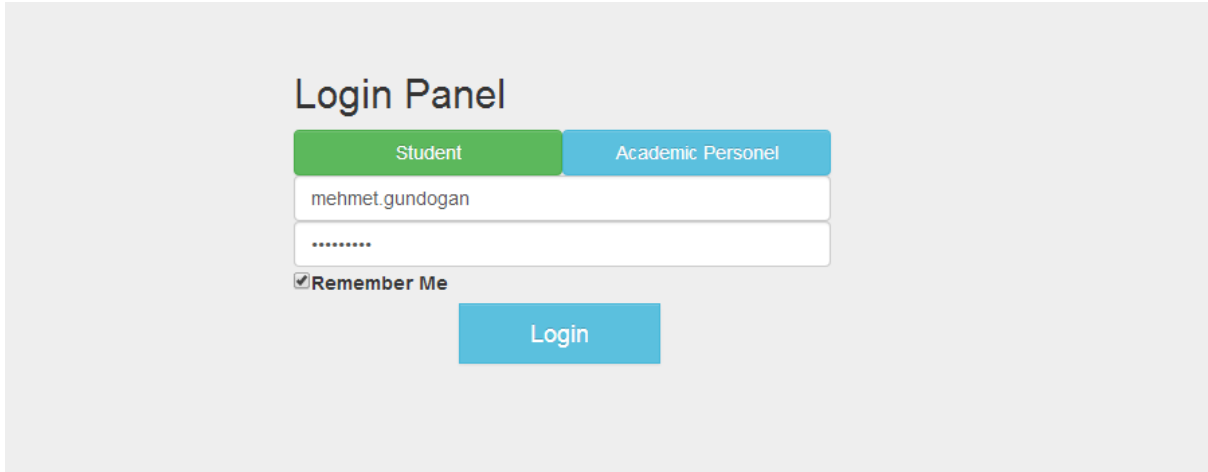 Login Panel
Student Academic Personel
mehmet.gundogan
•••••••••
Remember Me
Login